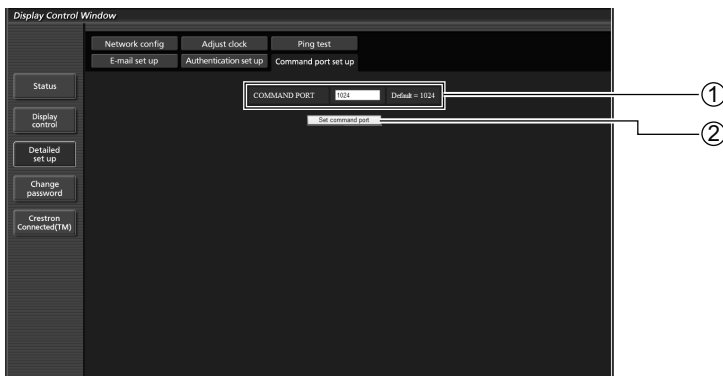 Display Control Window
Network config Adjust clock Ping test
E-mail set up Authentication set up Command port set up
Status
COMMAND PORT 1024 Default = 1024
①
Set command port
②
Display
control
Detailed
set up
Change
password
Crestron
Connected(TM)